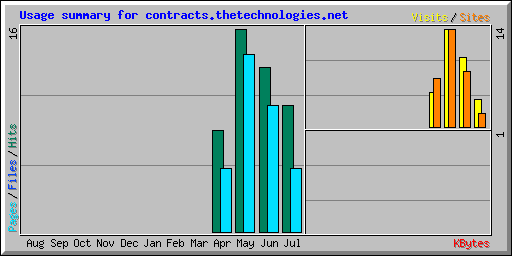 Usage summary for contracts.thetechnologies.net
Visits/Sites
16
14
1
Pages/Files/Hits
Aug Sep Oct Nov Dec Jan Feb Mar Apr May Jun Jul
KBytes